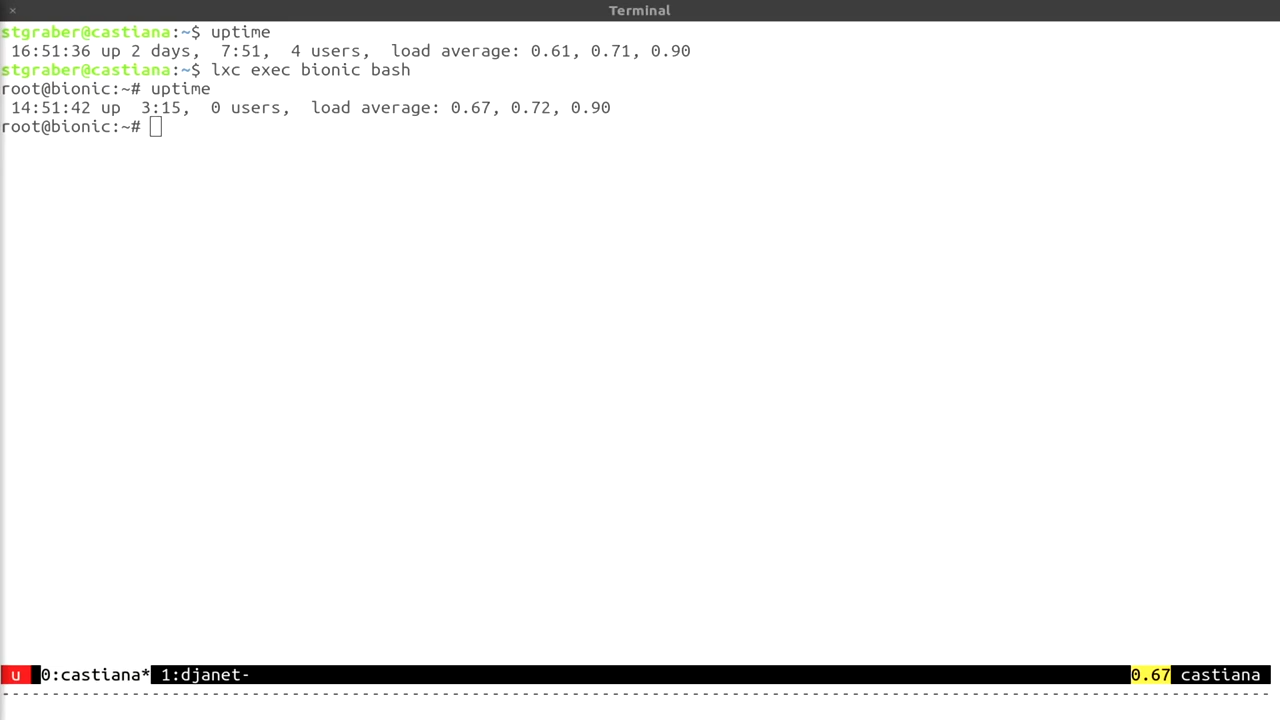 Terminal
stgraber@castiana:~$ uptime
 16:51:36 up 2 days,  7:51,  4 users,  load average: 0.61, 0.71, 0.90
stgraber@castiana:~$ lxc exec bionic bash
root@bionic:~# uptime
 14:51:42 up  3:15,  0 users,  load average: 0.67, 0.72, 0.90
root@bionic:~#
u 0:castiana* 1:djanet- 0.67 castiana